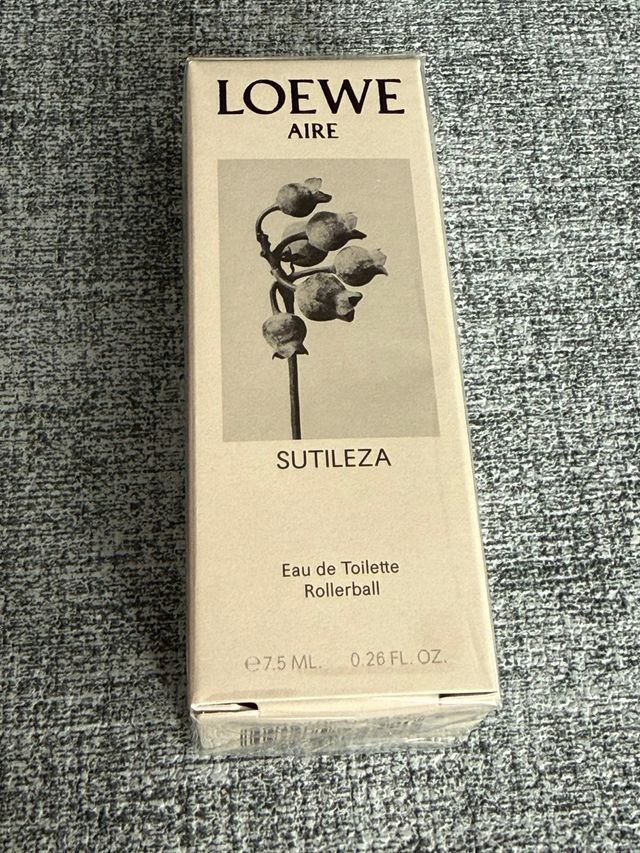 LOEWE
AIRE
SUTILEZA
Eau de Toilette
Rollerball
℮7.5 ML. 0.26 FL. OZ.